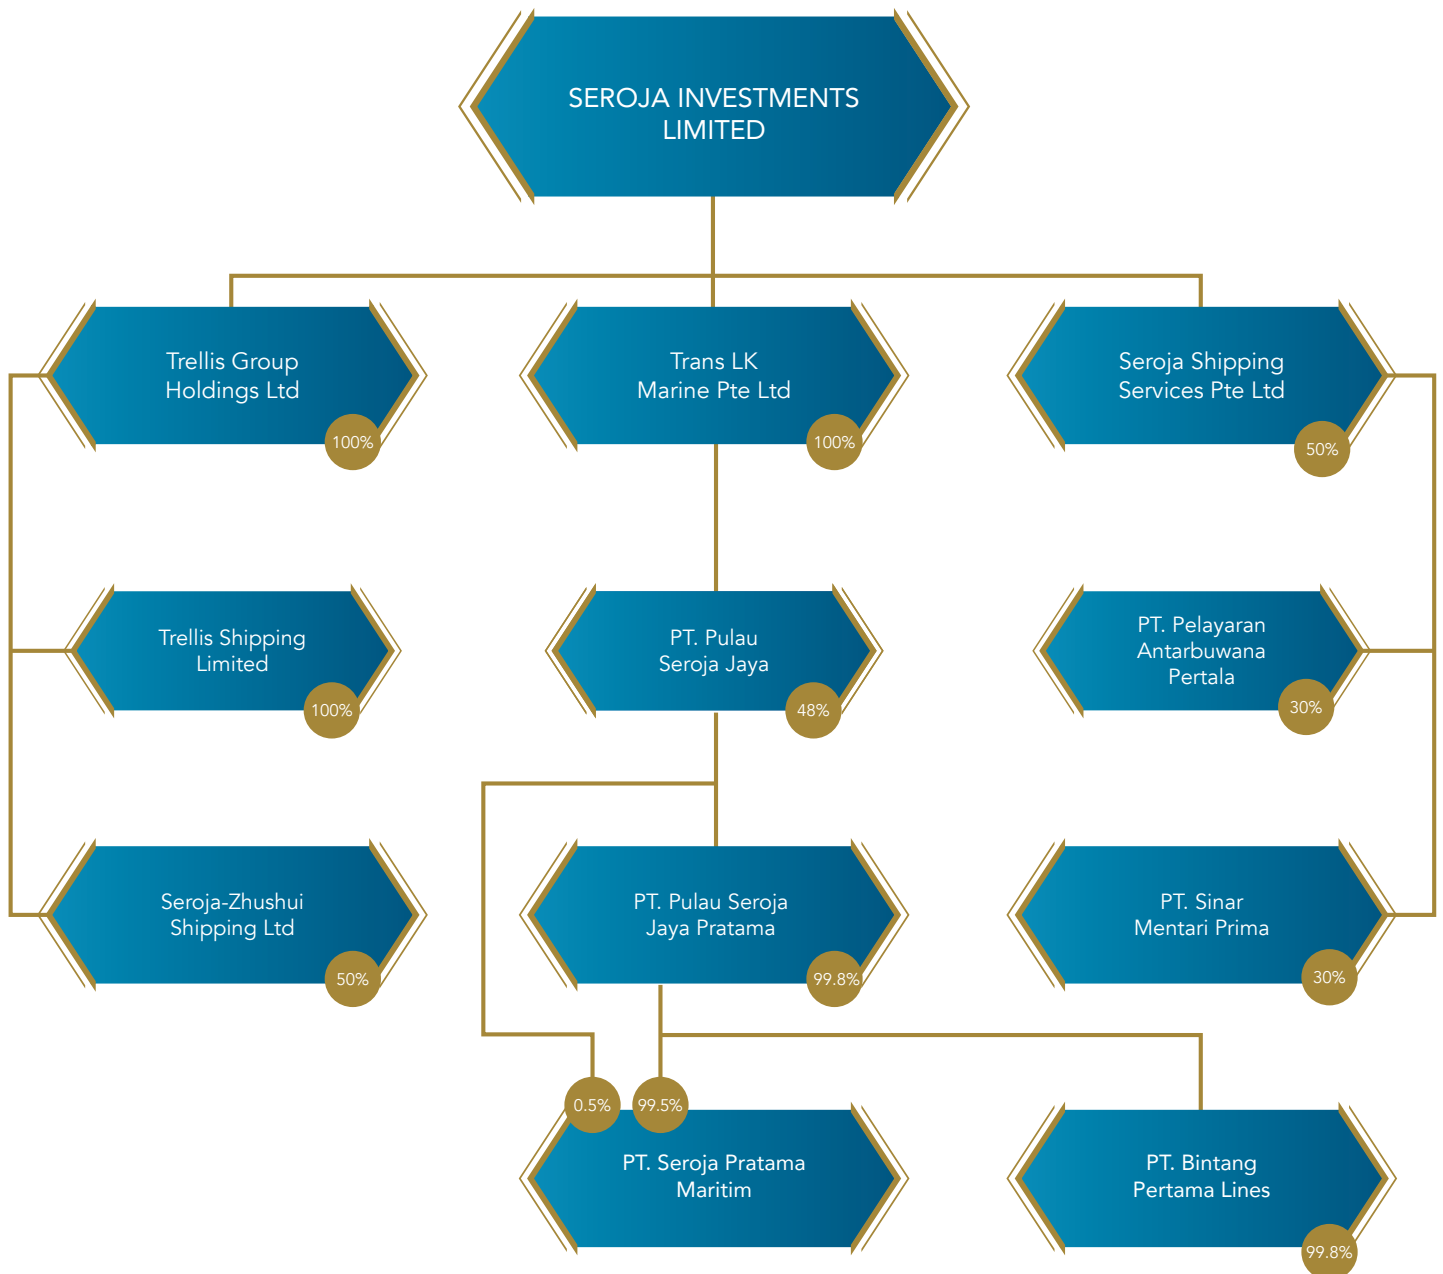 SEROJA INVESTMENTS
LIMITED
Trellis Group
Holdings Ltd
100%
Trans LK
Marine Pte Ltd
100%
Seroja Shipping
Services Pte Ltd
50%
Trellis Shipping
Limited
100%
PT. Pulau
Seroja Jaya
48%
PT. Pelayaran
Antarbuwana
Pertala
30%
Seroja-Zhushui
Shipping Ltd
50%
PT. Pulau Seroja
Jaya Pratama
99.8%
PT. Sinar
Mentari Prima
30%
0.5%
99.5%
PT. Seroja Pratama
Maritim
PT. Bintang
Pertama Lines
99.8%